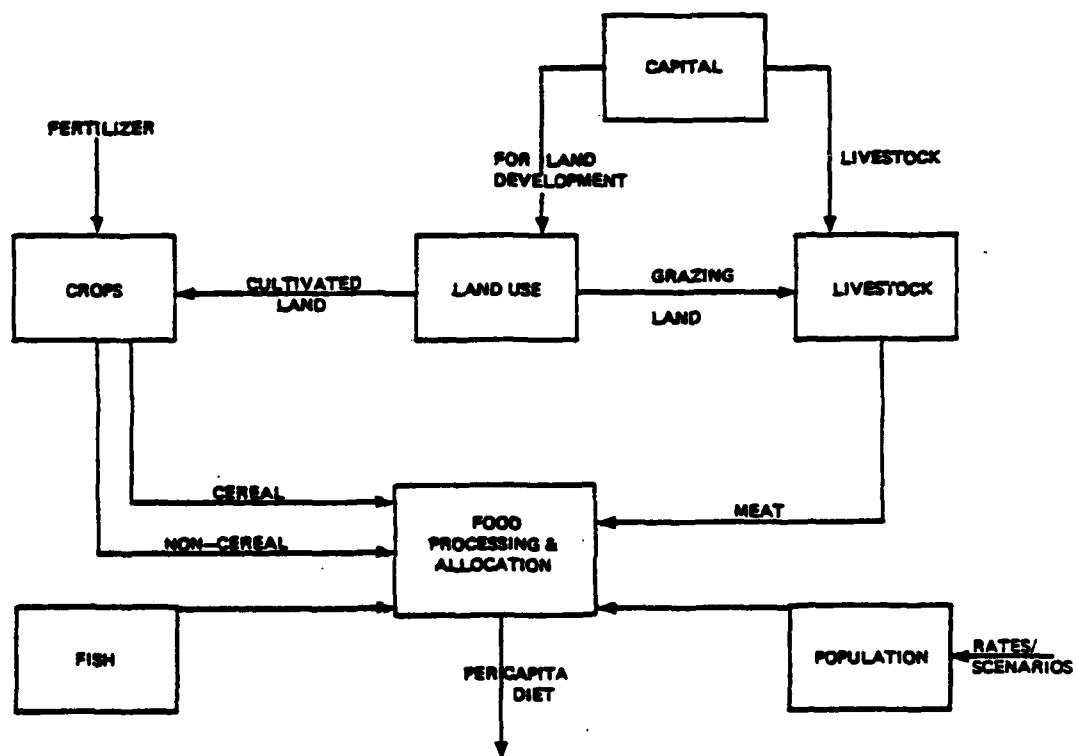 CAPITAL
FERTILIZER
FOR LAND
DEVELOPMENT
LIVESTOCK
CROPS
CULTIVATED
LAND
LAND USE
GRAZING
LAND
LIVESTOCK
CEREAL
NON-CEREAL
FOOD
PROCESSING &
ALLOCATION
MEAT
FISH
PER CAPITA
DIET
POPULATION
RATES/
SCENARIOS